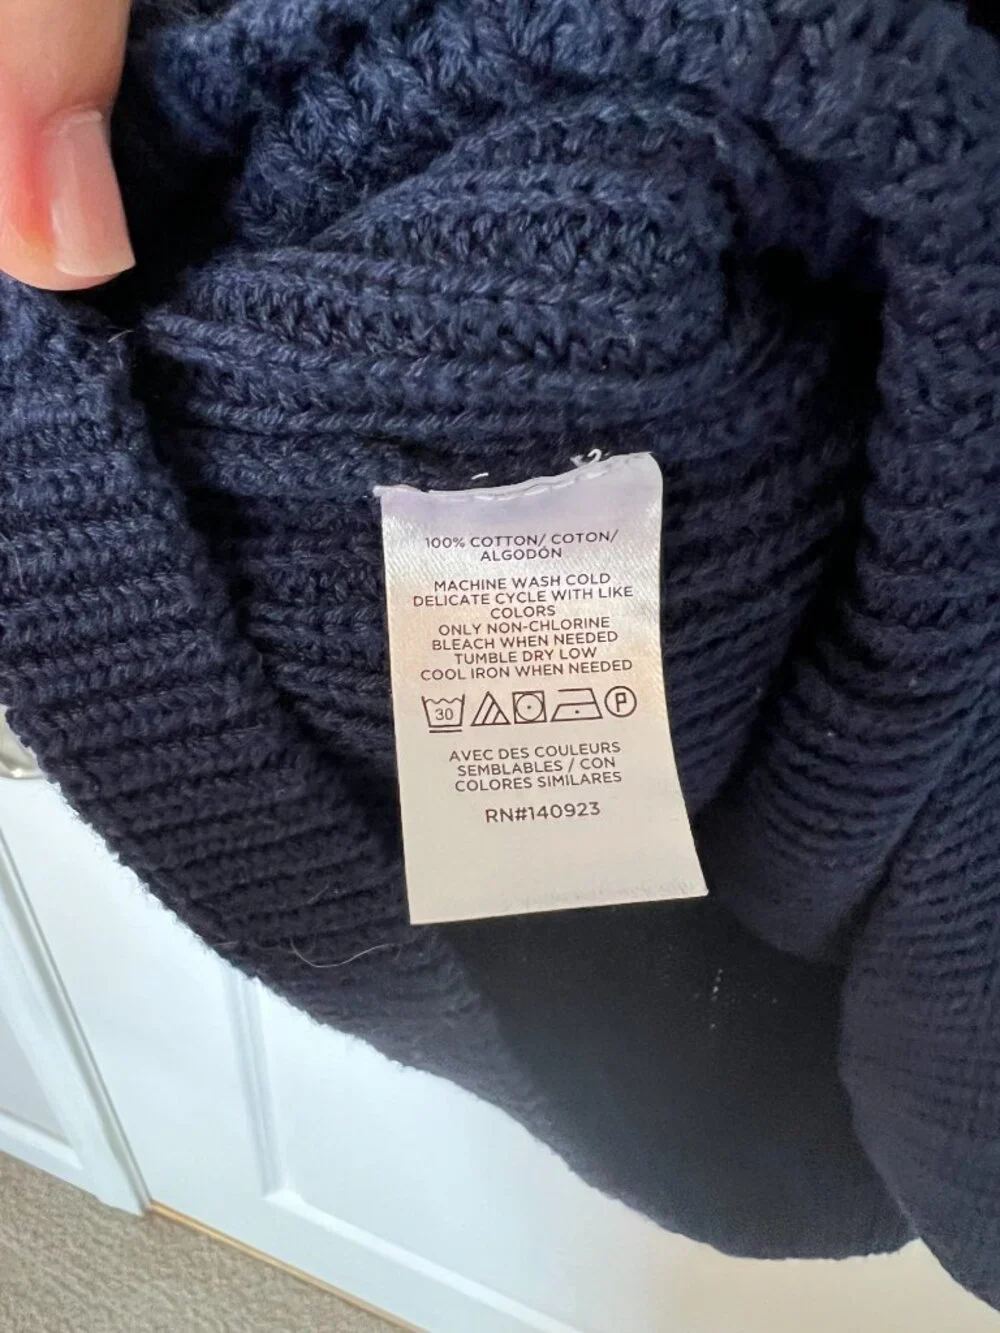 100% COTTON/ COTON/
ALGODÓN
MACHINE WASH COLD
DELICATE CYCLE WITH LIKE
COLORS
ONLY NON-CHLORINE
BLEACH WHEN NEEDED
TUMBLE DRY LOW
COOL IRON WHEN NEEDED
30 P
AVEC DES COULEURS
SEMBLABLES / CON
COLORES SIMILARES
RN#140923